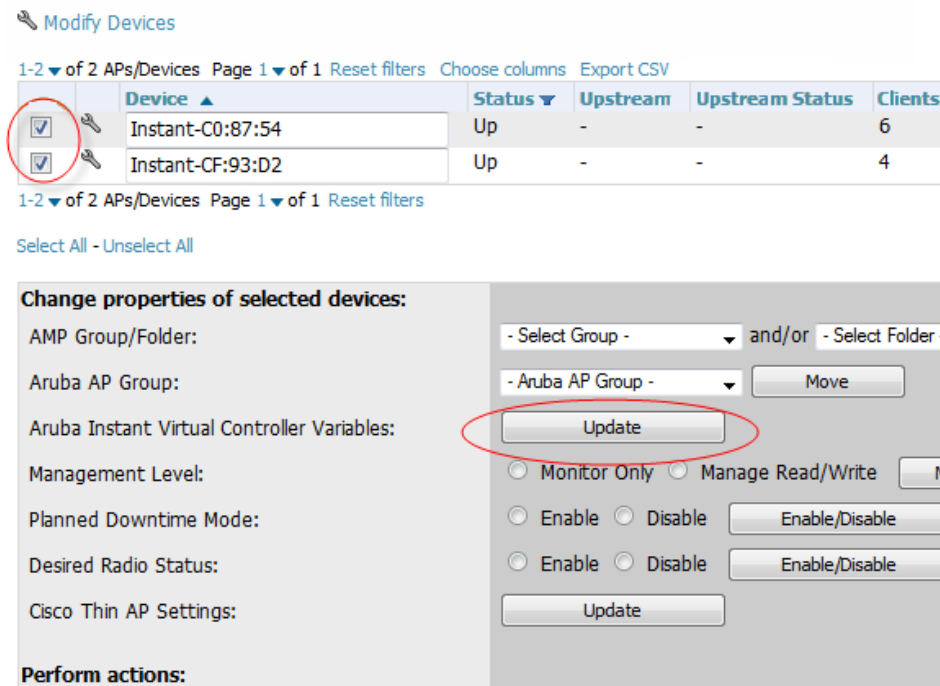 Modify Devices
1-2 of 2 APs/Devices Page 1 of 1 Reset filters Choose columns Export CSV
Device Status Upstream Upstream Status Clients
Instant-C0:87:54 Up - - 6
Instant-CF:93:D2 Up - - 4
1-2 of 2 APs/Devices Page 1 of 1 Reset filters
Select All - Unselect All
Change properties of selected devices:
AMP Group/Folder: - Select Group - and/or - Select Folder -
Aruba AP Group: - Aruba AP Group - Move
Aruba Instant Virtual Controller Variables: Update
Management Level: Monitor Only Manage Read/Write
Planned Downtime Mode: Enable Disable Enable/Disable
Desired Radio Status: Enable Disable Enable/Disable
Cisco Thin AP Settings: Update
Perform actions: